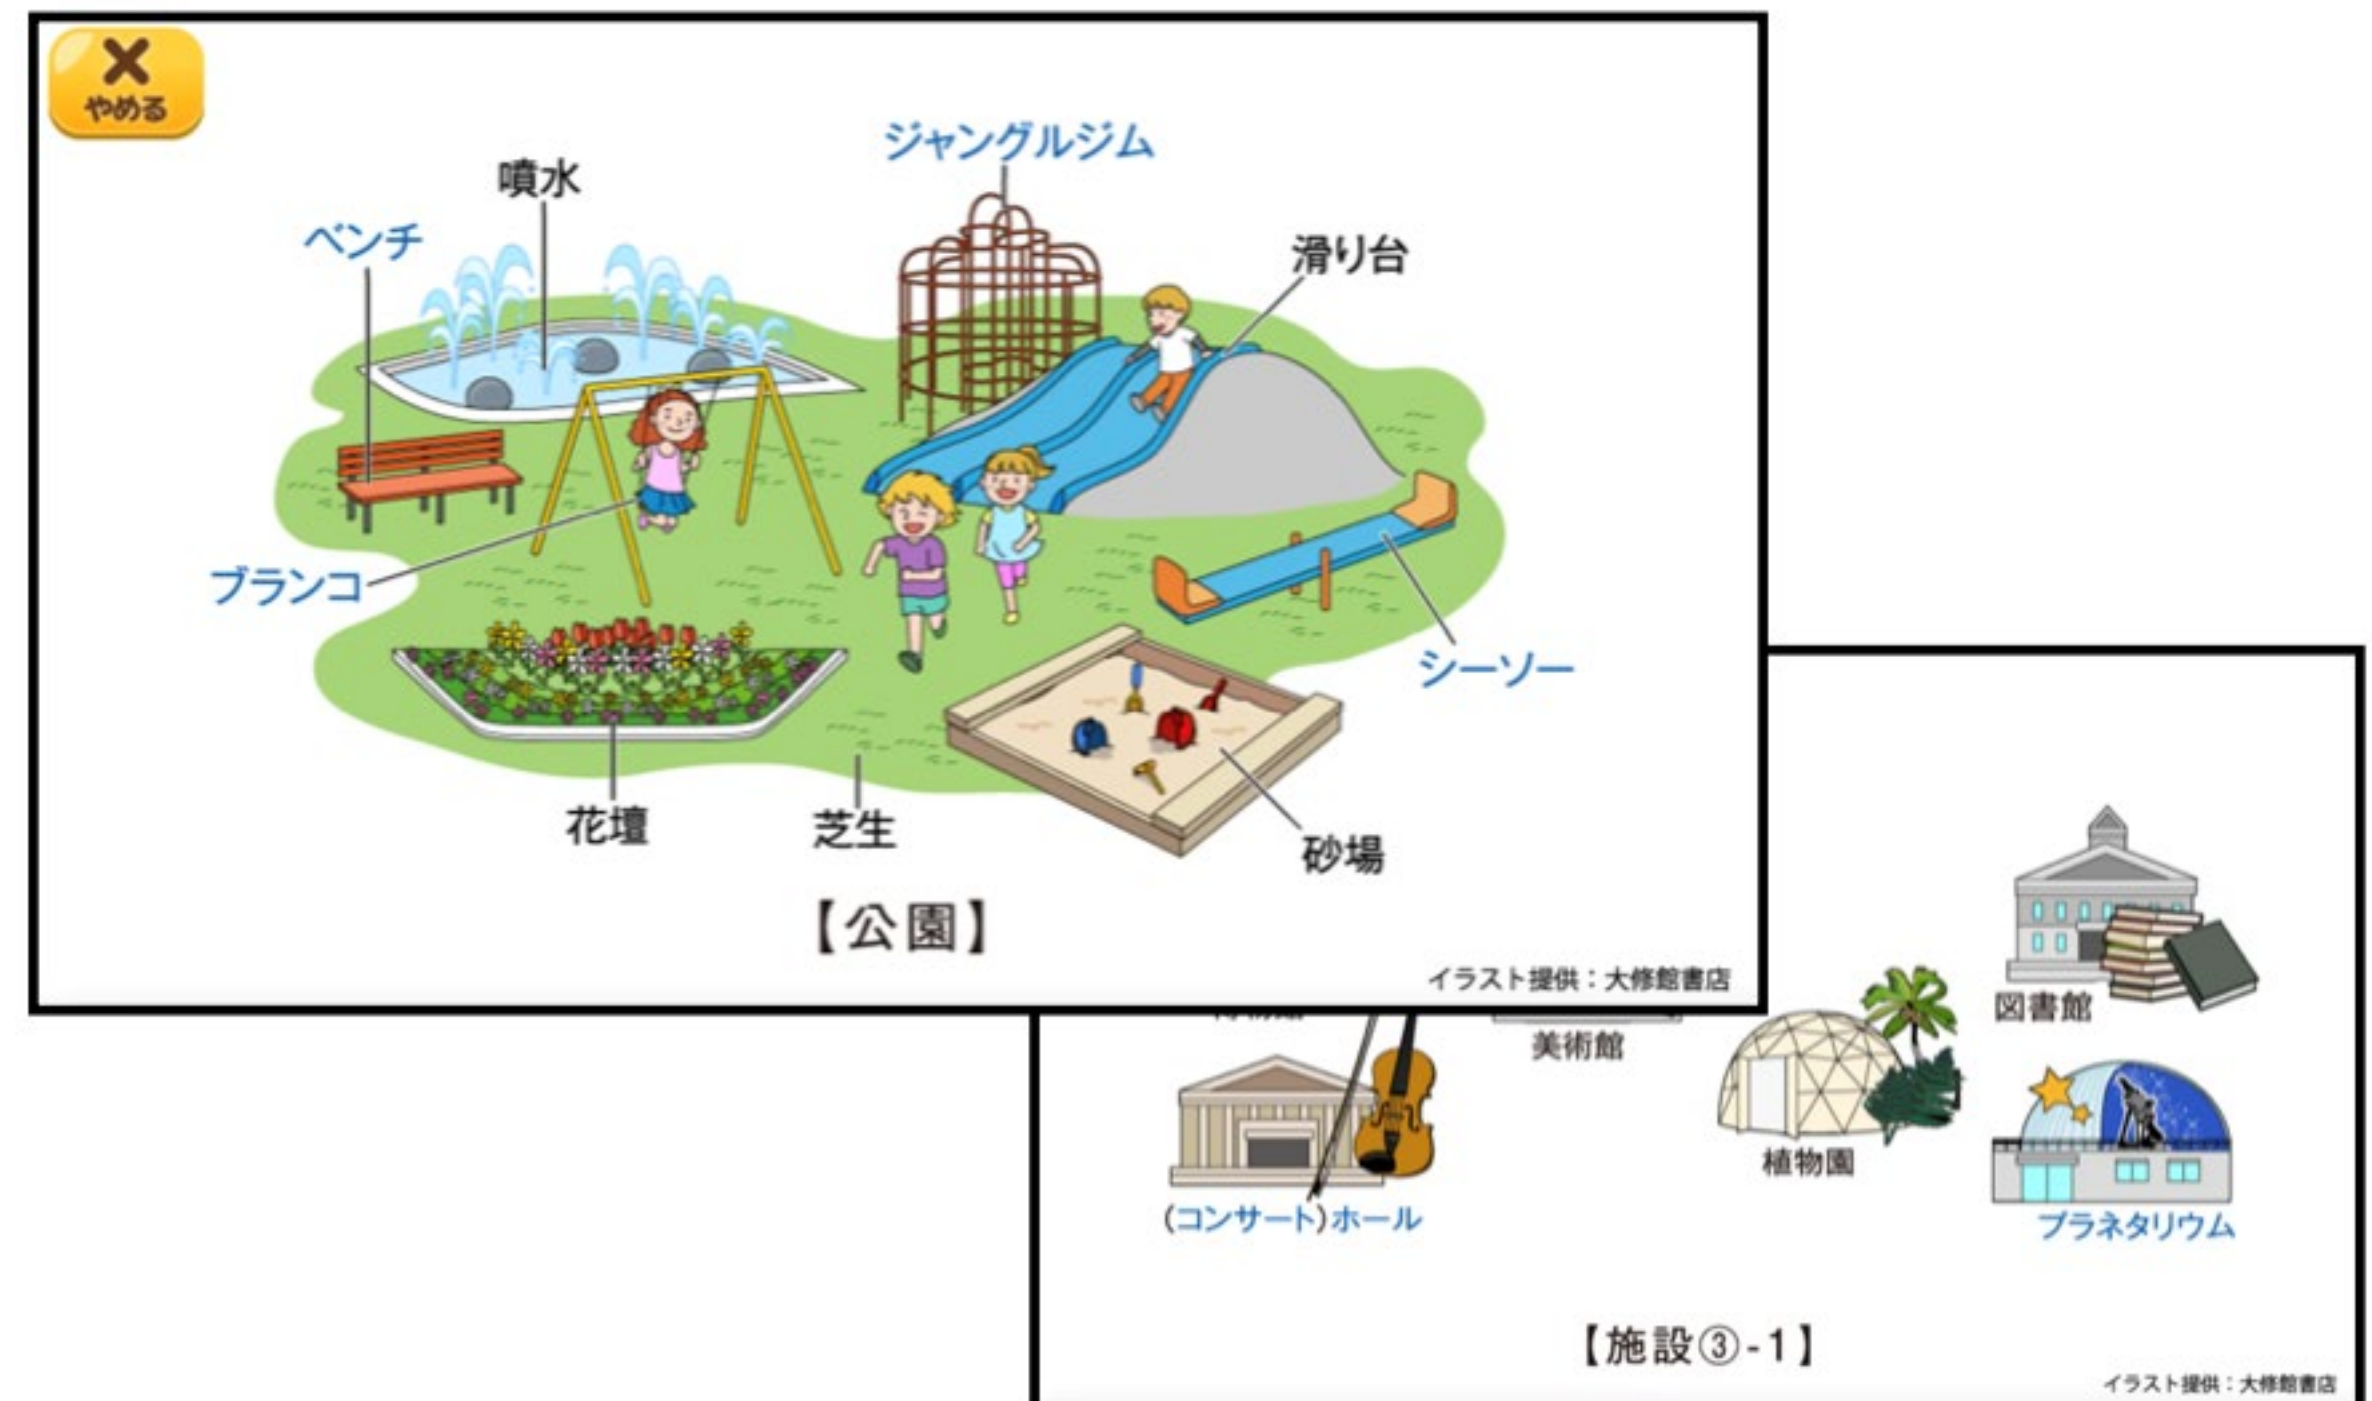 やめる
ジャングルジム
噴水
ベンチ
滑り台
ブランコ
シーソー
花壇
芝生
砂場
【公園】
イラスト提供：大修館書店
図書館
美術館
植物園
(コンサート)ホール
プラネタリウム
【施設③-1】
イラスト提供：大修館書店